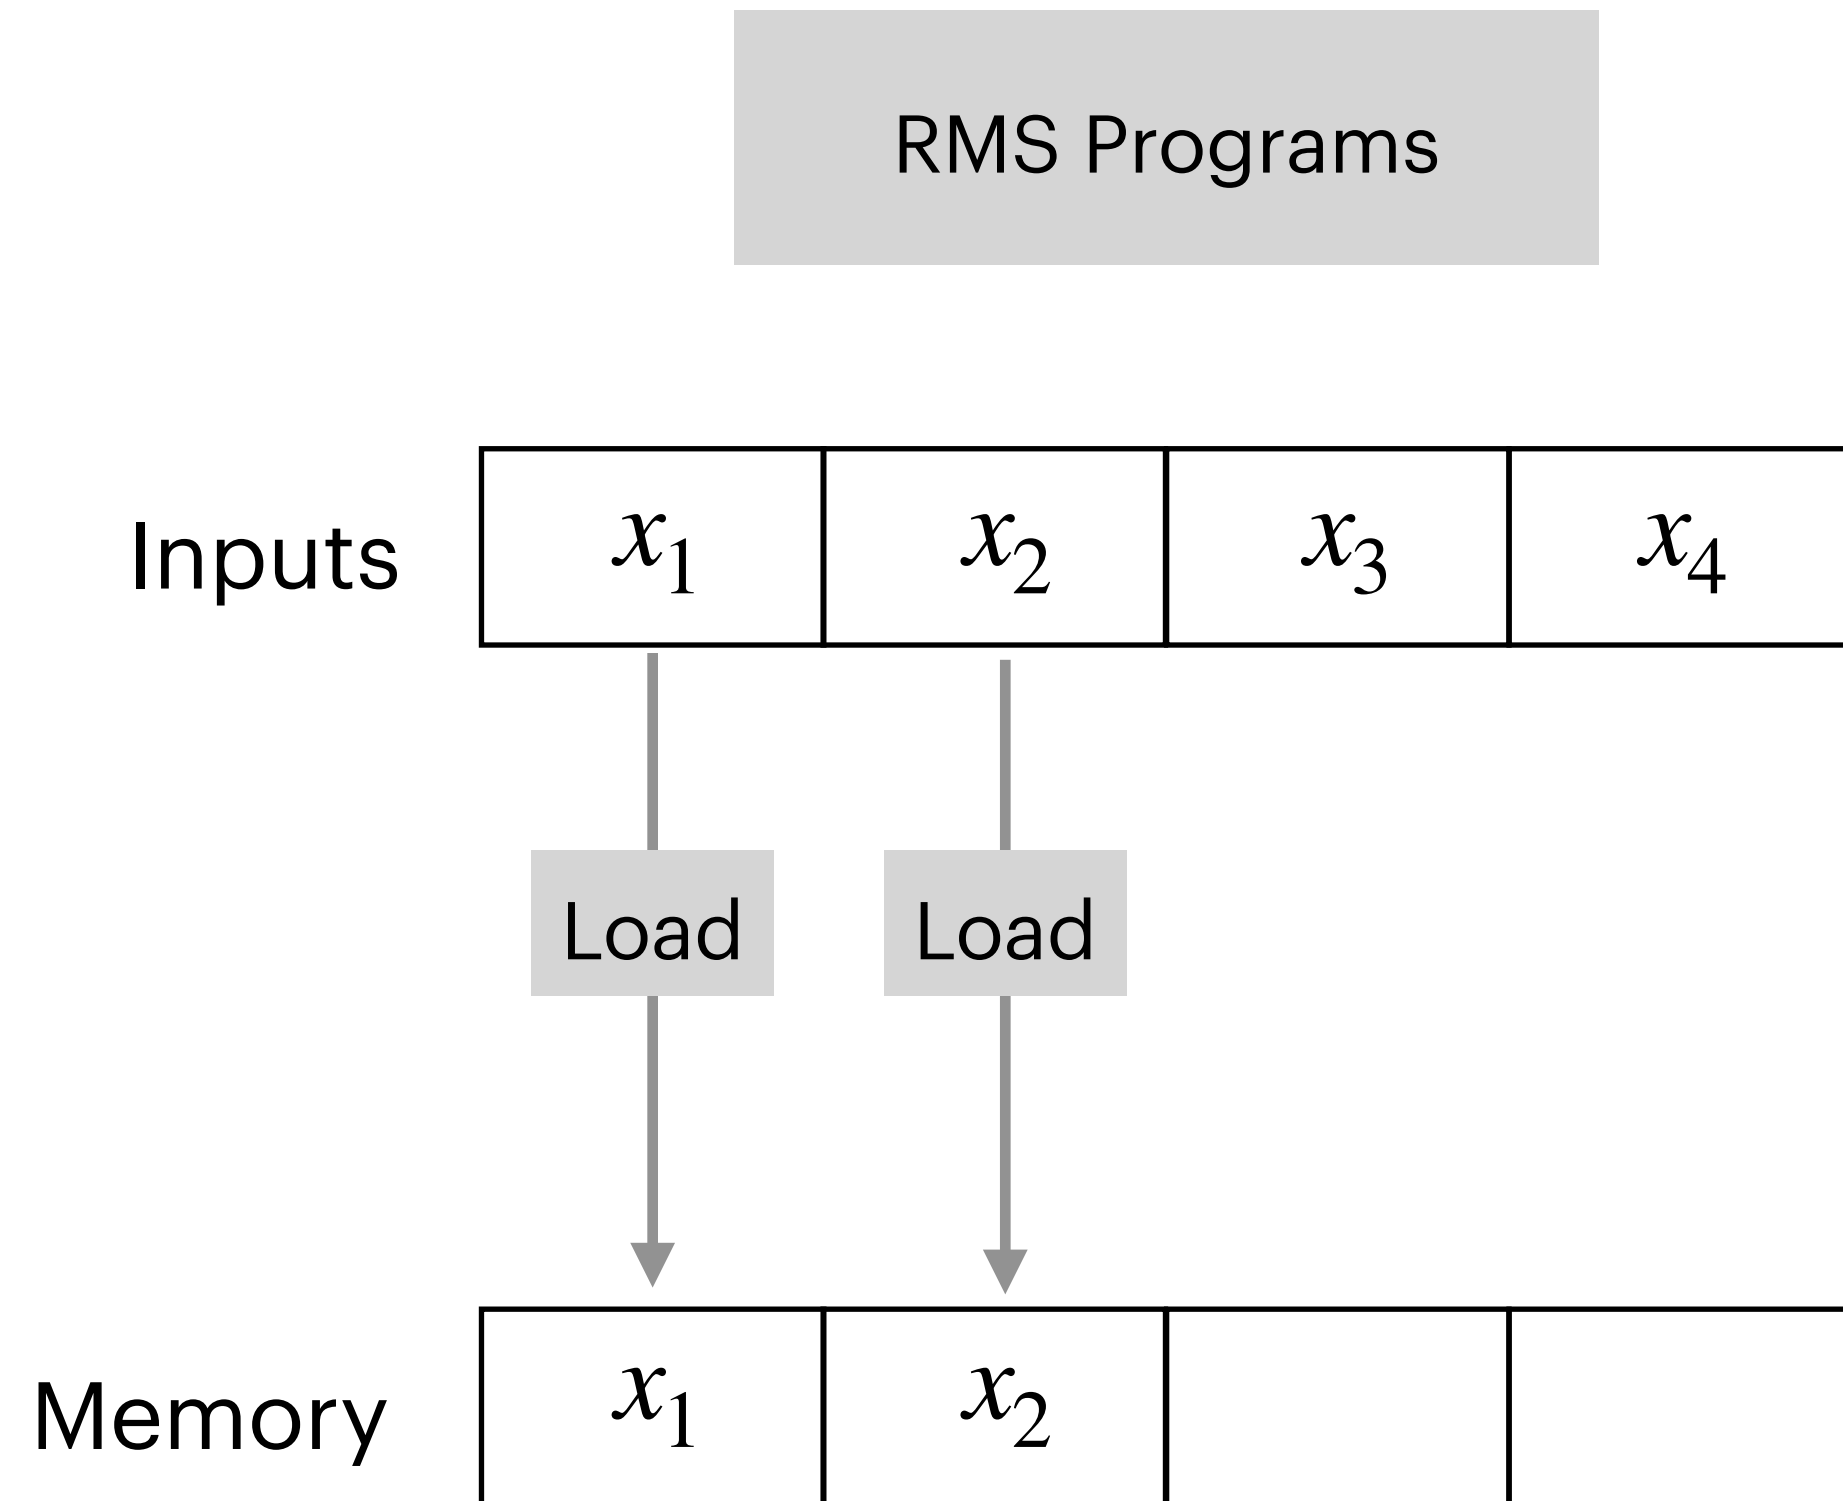 RMS Programs
Inputs x₁ x₂ x₃ x₄
Load Load
Memory x₁ x₂